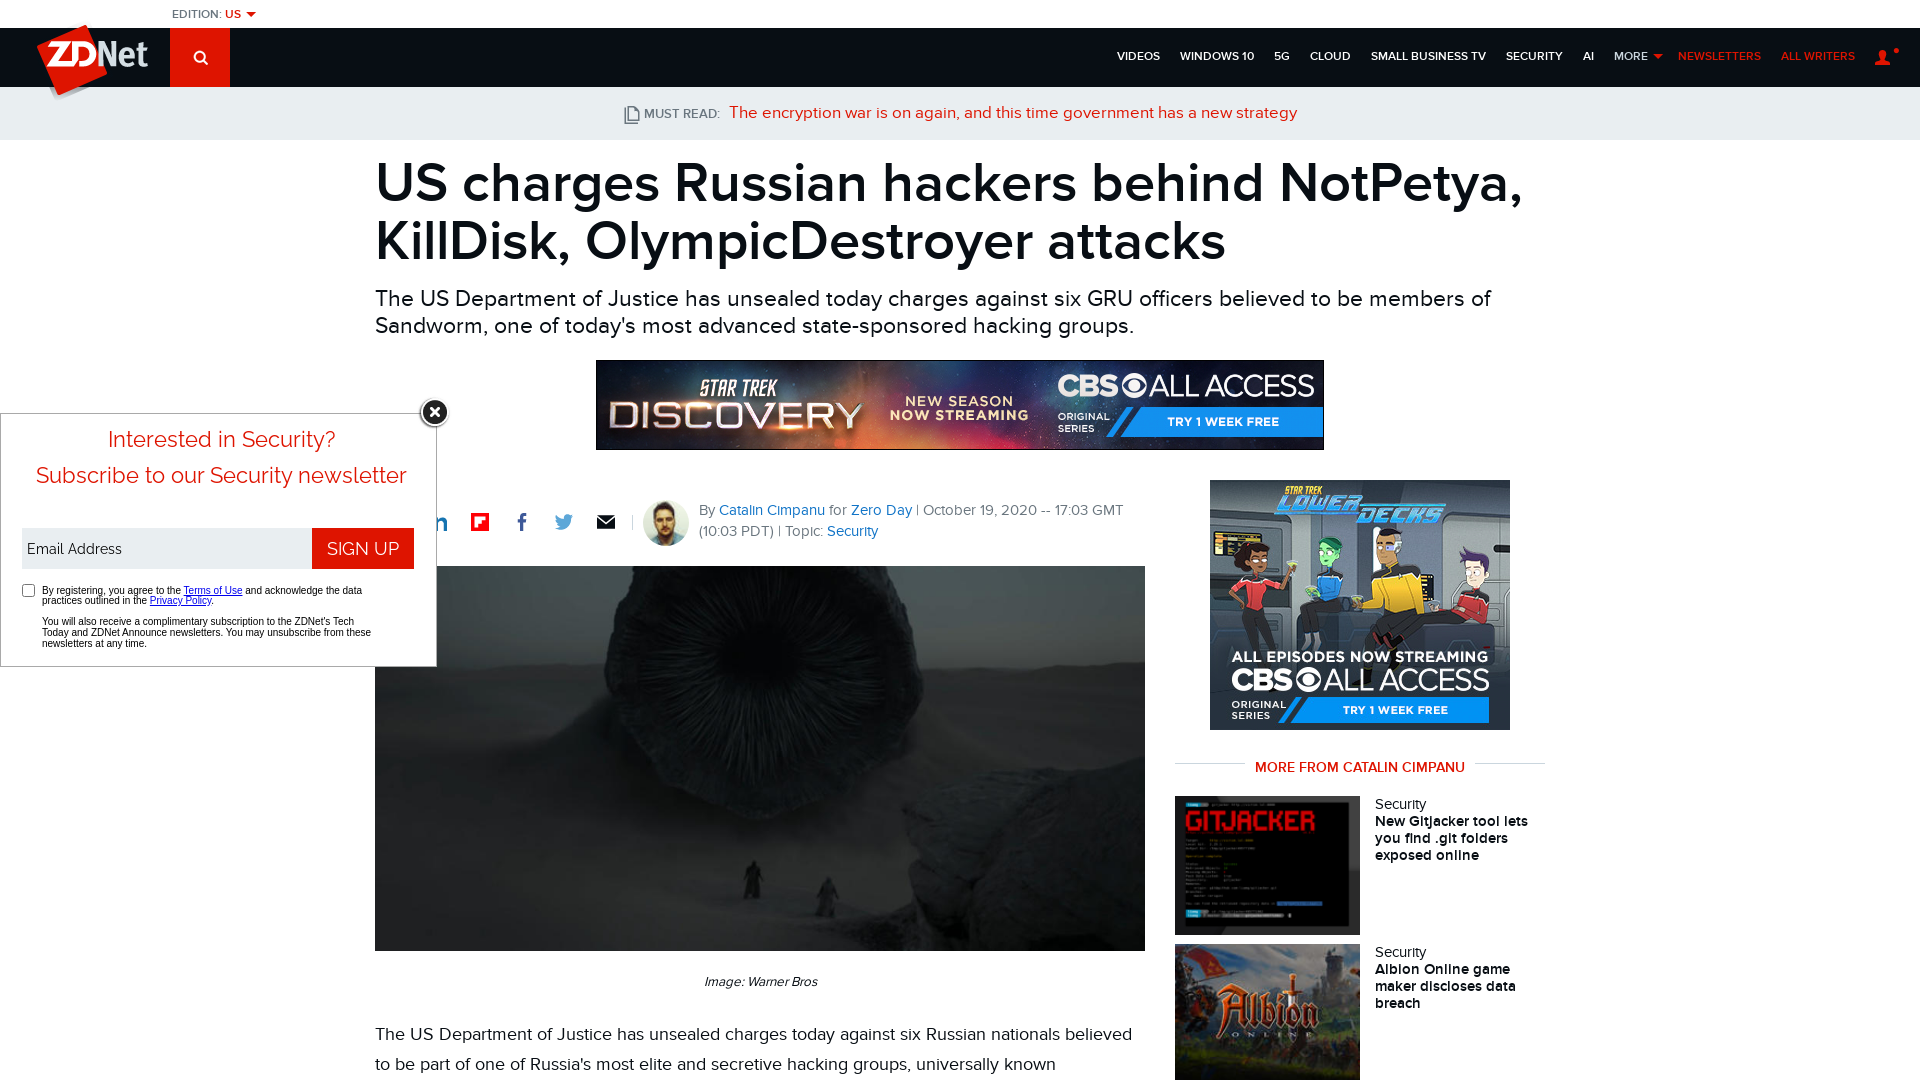 EDITION: US
ZDNet
VIDEOS WINDOWS 10 5G CLOUD SMALL BUSINESS TV SECURITY AI MORE NEWSLETTERS ALL WRITERS
MUST READ: The encryption war is on again, and this time government has a new strategy
US charges Russian hackers behind NotPetya,
KillDisk, OlympicDestroyer attacks
The US Department of Justice has unsealed today charges against six GRU officers believed to be members of
Sandworm, one of today's most advanced state-sponsored hacking groups.
STAR TREK
DISCOVERY
NEW SEASON
NOW STREAMING
CBS ALL ACCESS
ORIGINAL
SERIES
TRY 1 WEEK FREE
Interested in Security?
Subscribe to our Security newsletter
Email Address
SIGN UP
By registering, you agree to the Terms of Use and acknowledge the data
practices outlined in the Privacy Policy.
You will also receive a complimentary subscription to the ZDNet's Tech
Today and ZDNet Announce newsletters. You may unsubscribe from these
newsletters at any time.
By Catalin Cimpanu for Zero Day | October 19, 2020 -- 17:03 GMT
(10:03 PDT) | Topic: Security
Image: Warner Bros
The US Department of Justice has unsealed charges today against six Russian nationals believed
to be part of one of Russia's most elite and secretive hacking groups, universally known
STAR TREK
LOWER DECKS
ALL EPISODES NOW STREAMING
CBS ALL ACCESS
ORIGINAL
SERIES
TRY 1 WEEK FREE
MORE FROM CATALIN CIMPANU
GITJACKER
Security
New Gitjacker tool lets
you find .git folders
exposed online
Albion
ONLINE
Security
Albion Online game
maker discloses data
breach